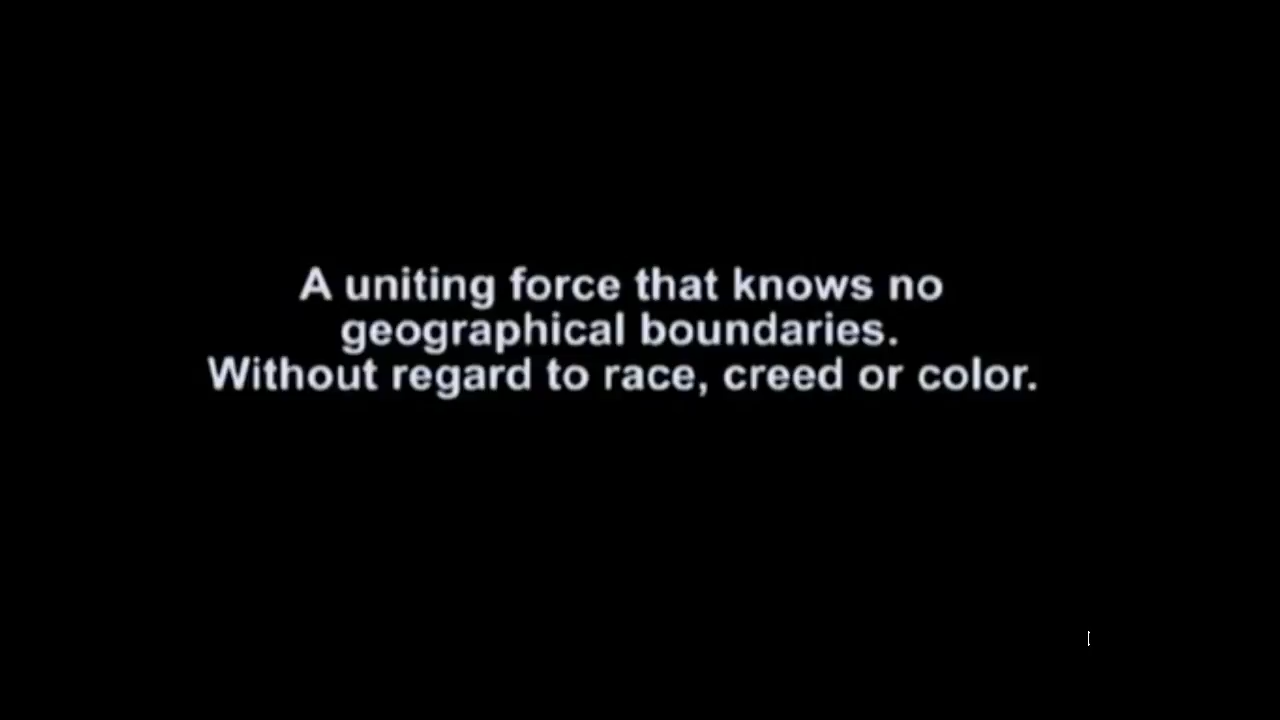 A uniting force that knows no
geographical boundaries.
Without regard to race, creed or color.